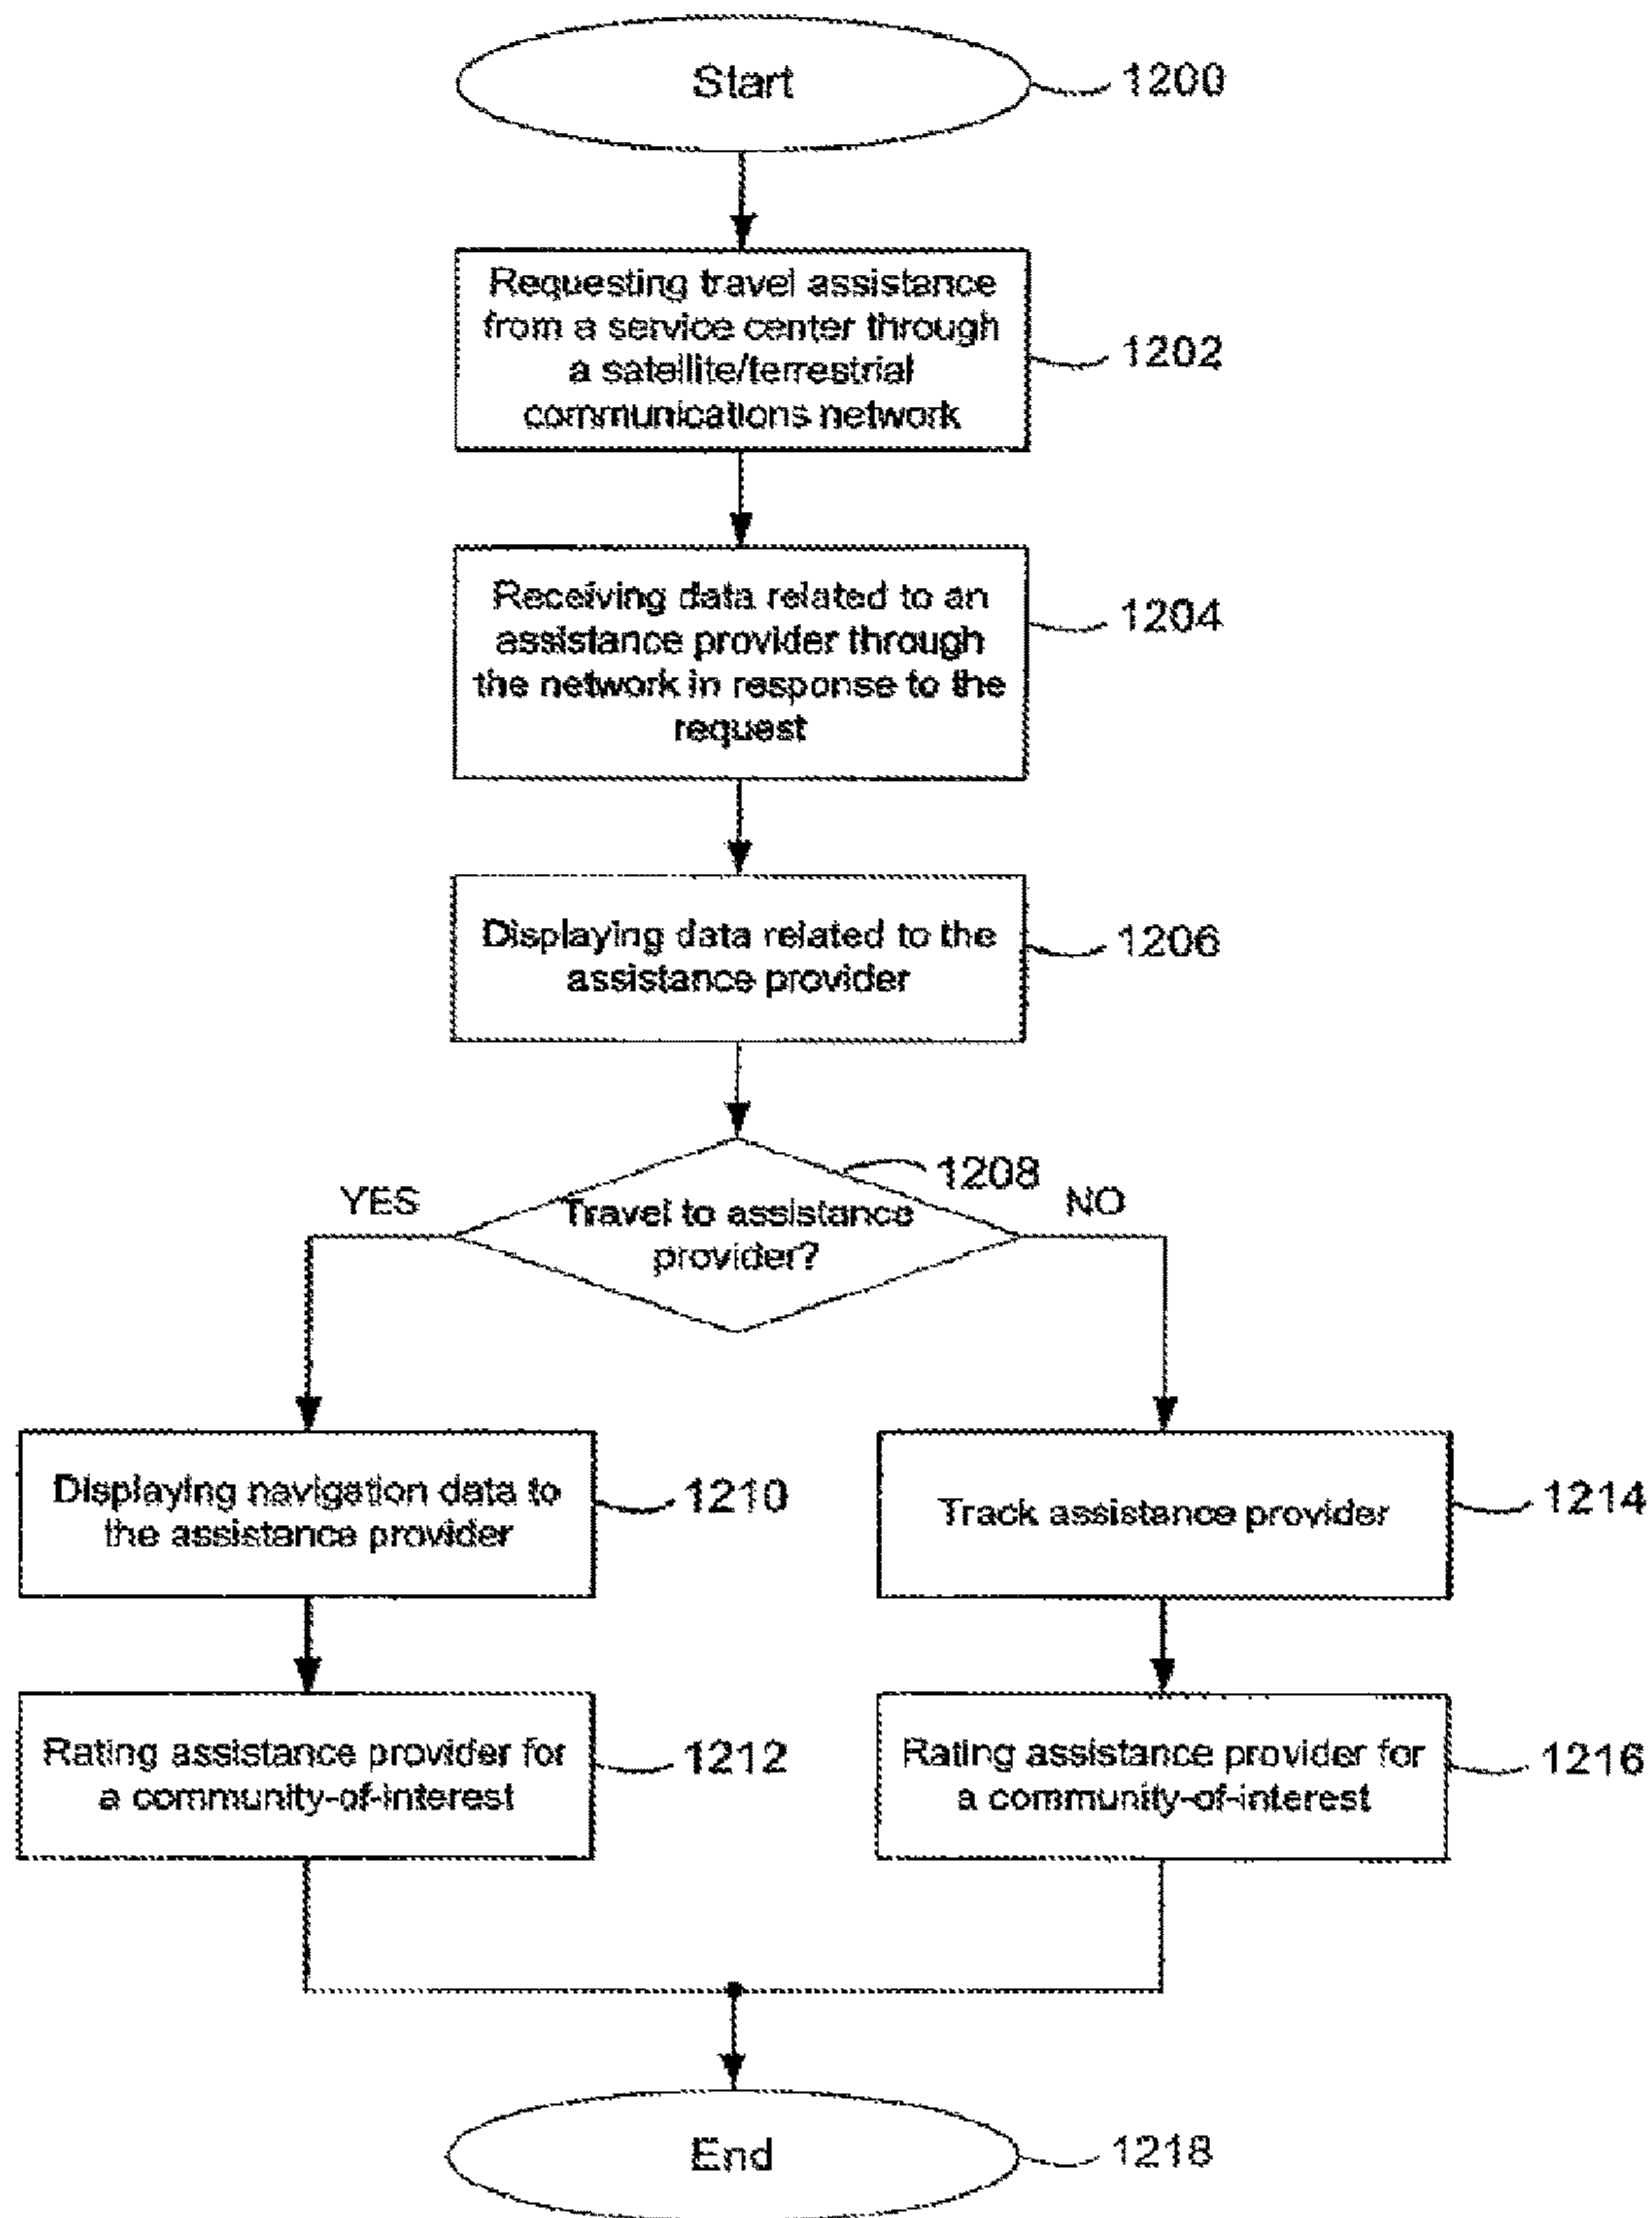 Start
1200
Requesting travel assistance
from a service center through
a satellite/terrestrial
communications network
1202
Receiving data related to an
assistance provider through
the network in response to the
request
1204
Displaying data related to the
assistance provider
1206
1208
YES
NO
Travel to assistance
provider?
Displaying navigation data to
the assistance provider
1210
Track assistance provider
1214
Rating assistance provider for
a community-of-interest
1212
Rating assistance provider for
a community-of-interest
1216
End
1218